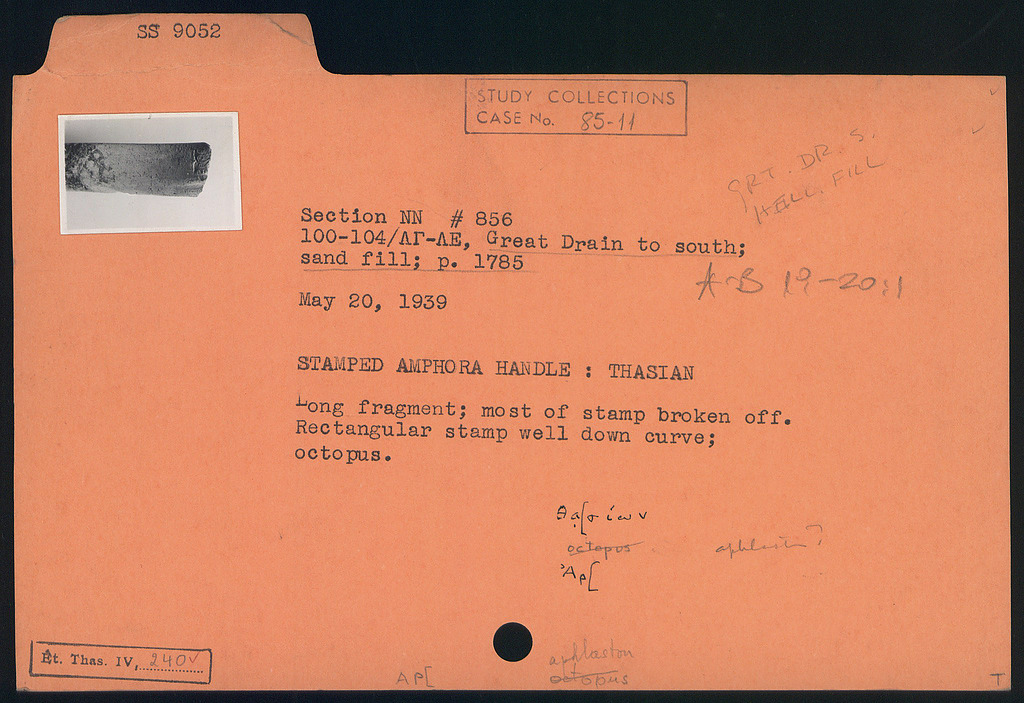 SS 9052
STUDY COLLECTIONS
CASE No. 85-11
GRT. DR. S.
HELL. FILL
Section NN # 856
100-104/ΛΓ-ΛΕ, Great Drain to south;
sand fill; p. 1785
A-B 19-20:1
May 20, 1939
STAMPED AMPHORA HANDLE : THASIAN
Long fragment; most of stamp broken off.
Rectangular stamp well down curve;
octopus.
Θα[σίων
octopus aphlaston?
Ἀρ[
Ét. Thas. IV, 240✓
aphlaston
ΑΡ[ octopus
T